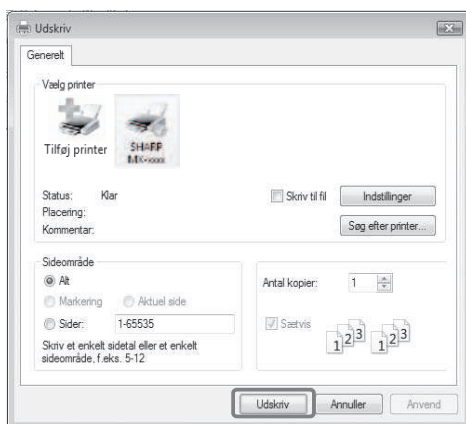 Udskriv
Generelt
Vælg printer
Tilføj printer
SHARP
MX-xxxx
Status: Klar
Skriv til fil
Indstillinger
Placering:
Kommentar:
Søg efter printer...
Sideområde
Alt
Markering
Aktuel side
Sider: 1-65535
Skriv et enkelt sidetal eller et enkelt
sideområde, f.eks. 5-12
Antal kopier: 1
Sætvis
1 2 3 1 2 3
Udskriv
Annuller
Anvend